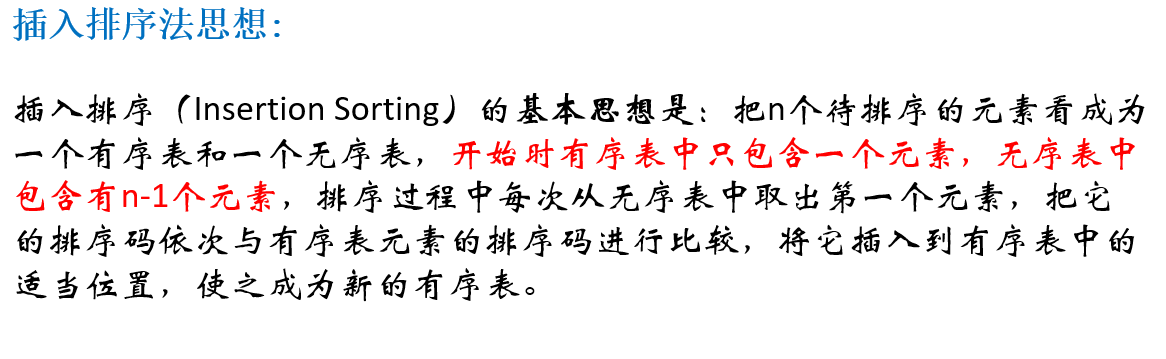 插入排序法思想:
插入排序（Insertion Sorting）的基本思想是：把n个待排序的元素看成为
一个有序表和一个无序表，开始时有序表中只包含一个元素，无序表中
包含有n-1个元素，排序过程中每次从无序表中取出第一个元素，把它
的排序码依次与有序表元素的排序码进行比较，将它插入到有序表中的
适当位置，使之成为新的有序表。